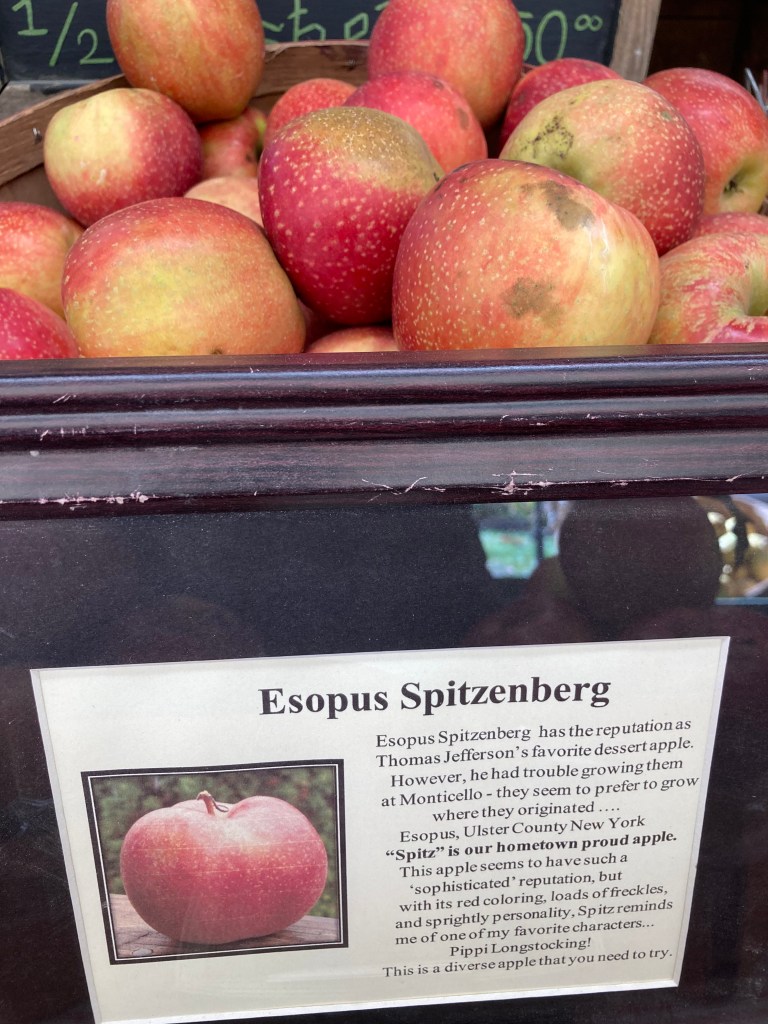 1/2
50°°
Esopus Spitzenberg
Esopus Spitzenberg has the reputation as
Thomas Jefferson's favorite dessert apple.
However, he had trouble growing them
at Monticello - they seem to prefer to grow
where they originated ….
Esopus, Ulster County New York
“Spitz” is our hometown proud apple.
This apple seems to have such a
‘sophisticated’ reputation, but
with its red coloring, loads of freckles,
and sprightly personality, Spitz reminds
me of one of my favorite characters...
Pippi Longstocking!
This is a diverse apple that you need to try.